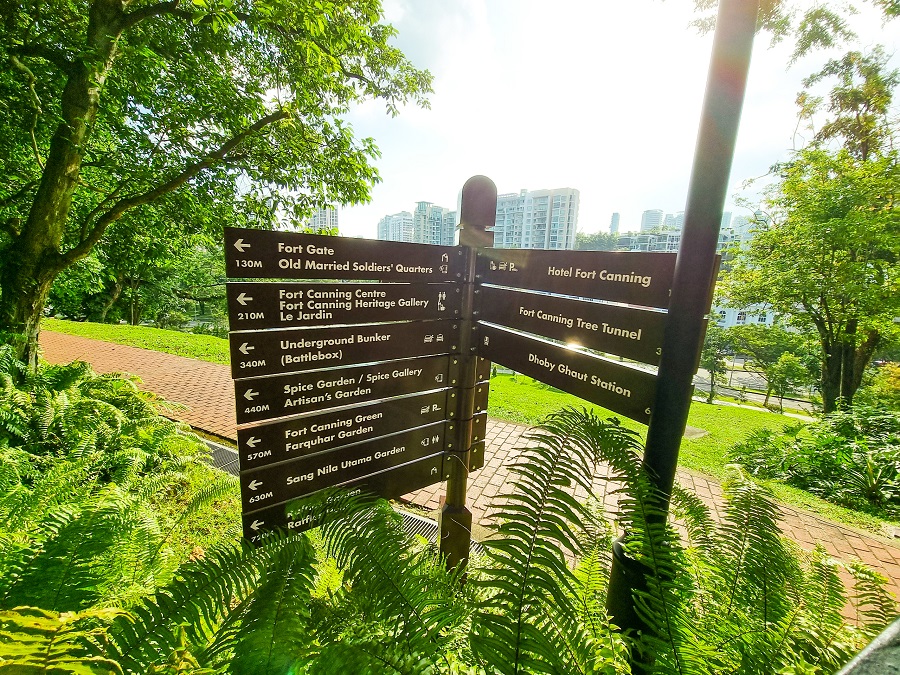 Fort Gate
130M Old Married Soldiers' Quarters
Fort Canning Centre
Fort Canning Heritage Gallery
210M Le Jardin
Underground Bunker
340M (Battlebox)
Spice Garden / Spice Gallery
440M Artisan's Garden
Fort Canning Green
570M Farquhar Garden
Sang Nila Utama Garden
630M
Garden
Raffles
Hotel Fort Canning
Fort Canning Tree Tunnel
Dhoby Ghaut Station